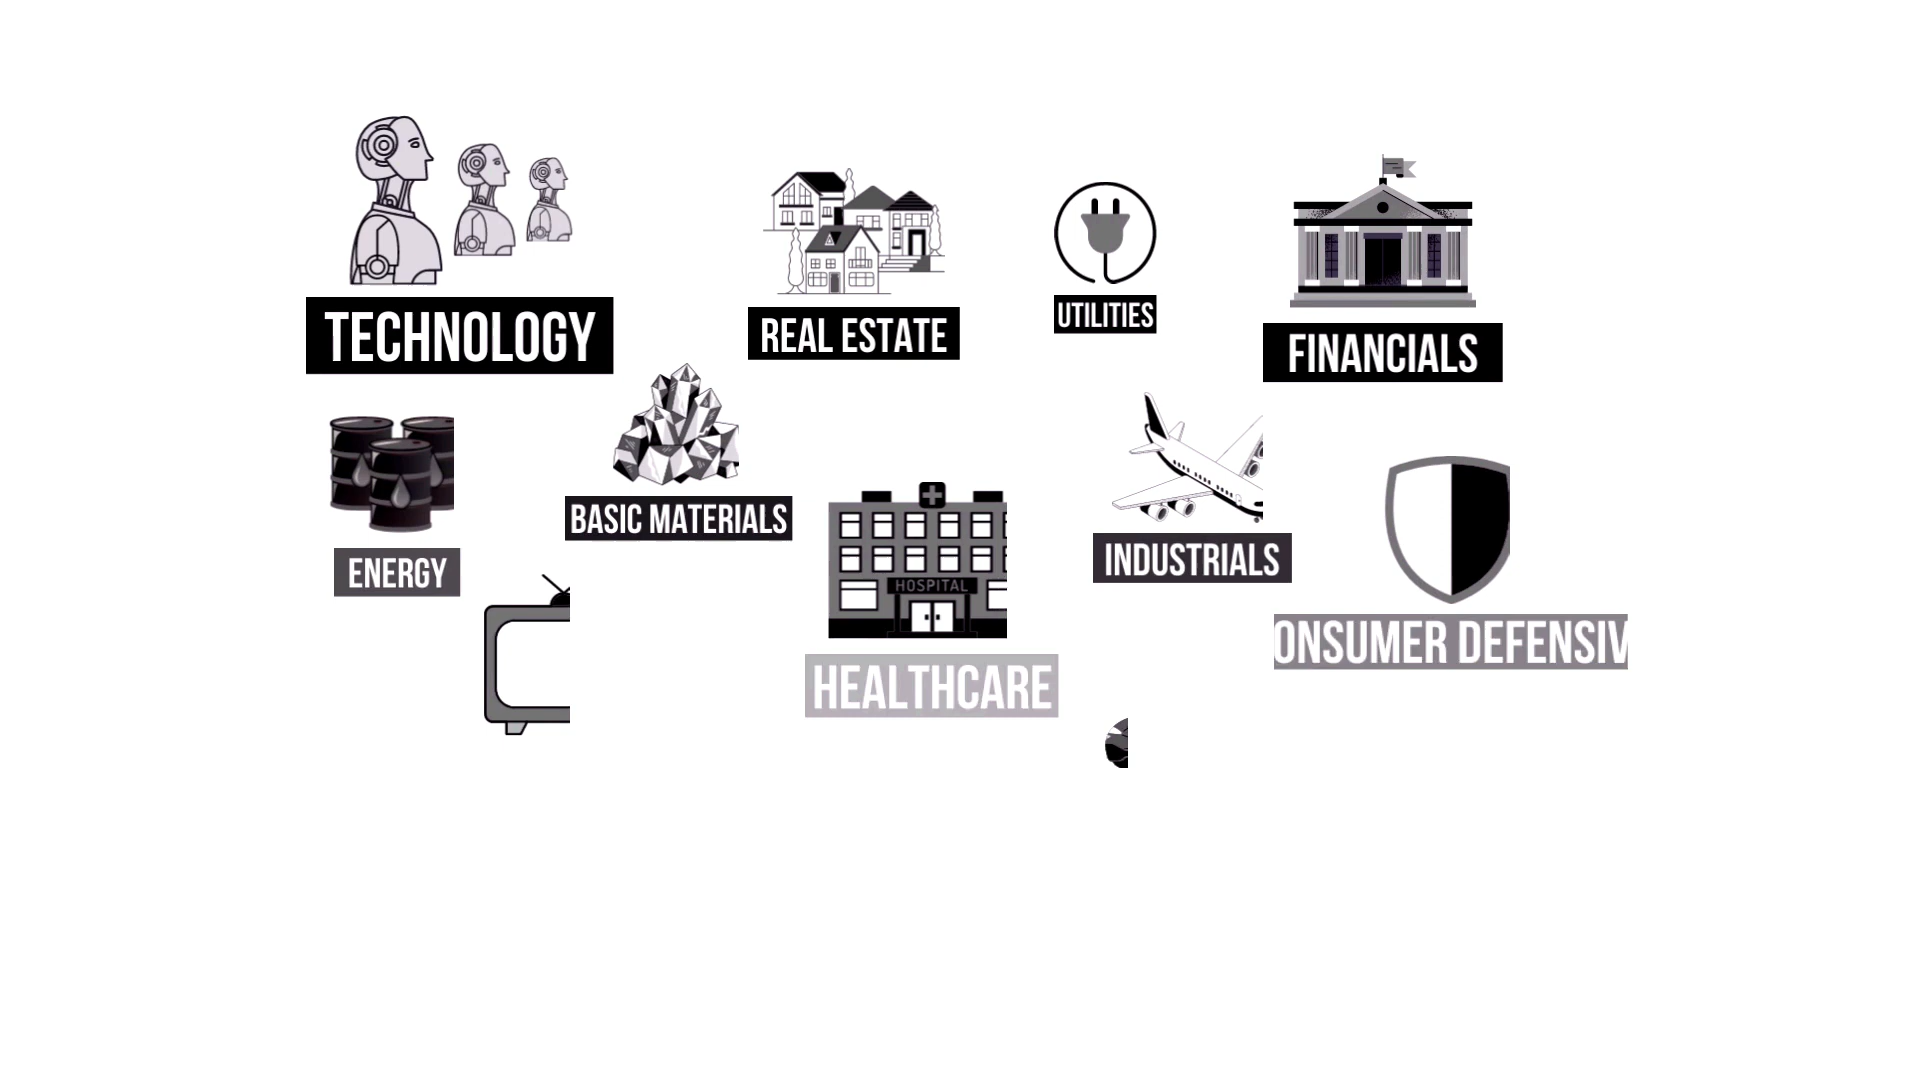 TECHNOLOGY
REAL ESTATE
UTILITIES
FINANCIALS
ENERGY
BASIC MATERIALS
HOSPITAL
HEALTHCARE
INDUSTRIALS
ONSUMER DEFENSIV